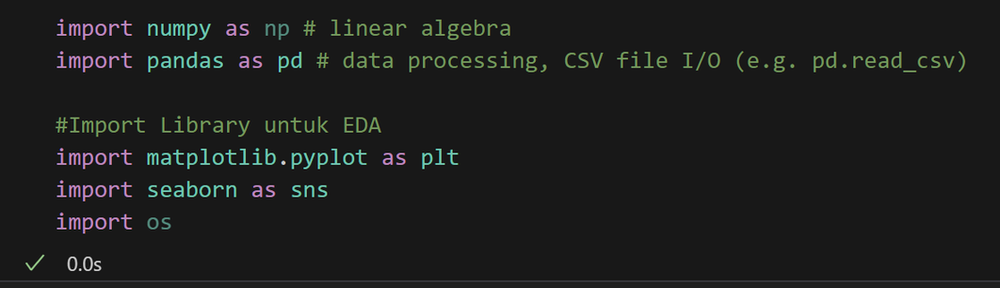 import numpy as np # linear algebra
import pandas as pd # data processing, CSV file I/O (e.g. pd.read_csv)
#Import Library untuk EDA
import matplotlib.pyplot as plt
import seaborn as sns
import os
0.0s